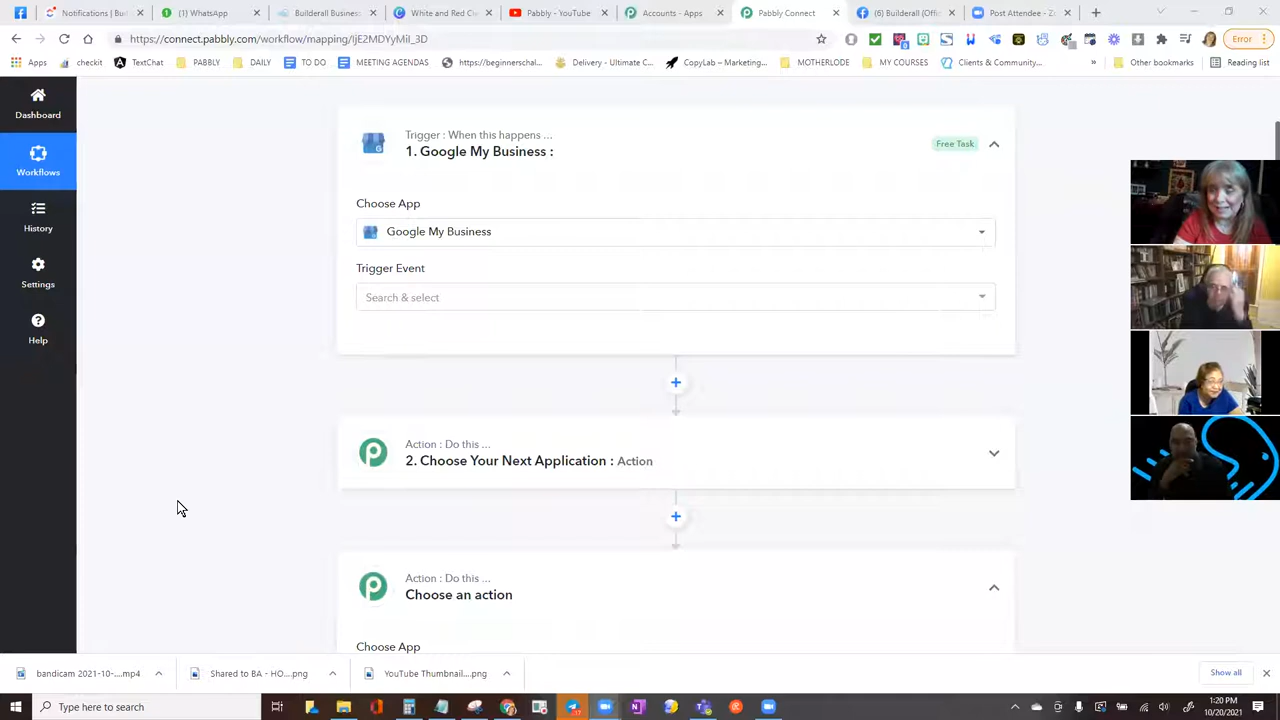 Notifications | Bu
(1) WhatsApp
Builderall Business
White and Red Cli
Pabbly - YouTube
Accounts - Apps
Pabbly Connect
(6) Builderall (Offi
Post Attendee - Z
https://connect.pabbly.com/workflow/mapping/IjE2MDYyMiI_3D
Error
Apps
checkit
TextChat
PABBLY
DAILY
TO DO
MEETING AGENDAS
https://beginnerschal...
Delivery - Ultimate C...
CopyLab – Marketing...
MOTHERLODE
MY COURSES
Clients & Community...
»
Other bookmarks
Reading list
Dashboard
Workflows
History
Settings
Help
Trigger : When this happens ...
1. Google My Business :
Free Task
Choose App
Google My Business
Trigger Event
Search & select
Action : Do this ...
2. Choose Your Next Application : Action
Action : Do this ...
Choose an action
Choose App
bandicam 2021-10-....mp4
Shared to BA - HO....png
YouTube Thumbnail....png
Show all
Type here to search
1:20 PM
10/20/2021